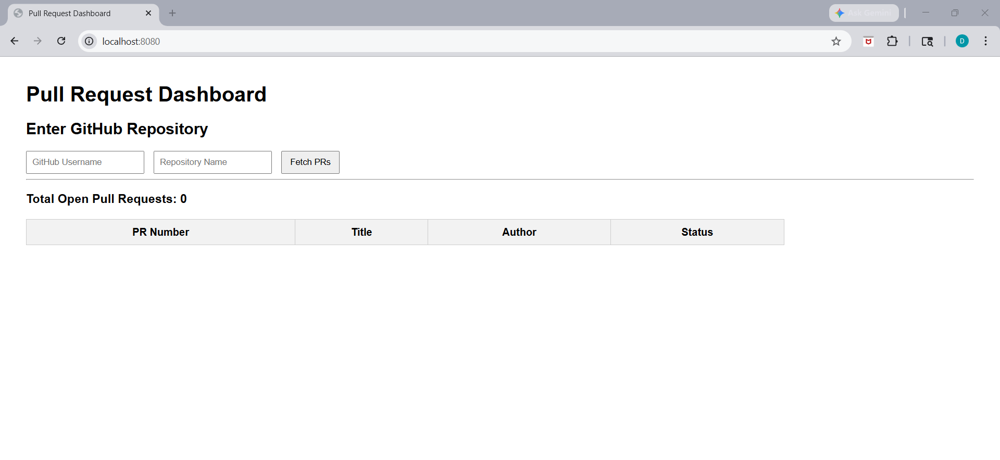 Pull Request Dashboard
Ask Gemini
localhost:8080
D
Pull Request Dashboard
Enter GitHub Repository
GitHub Username Repository Name Fetch PRs
Total Open Pull Requests: 0
PR Number Title Author Status